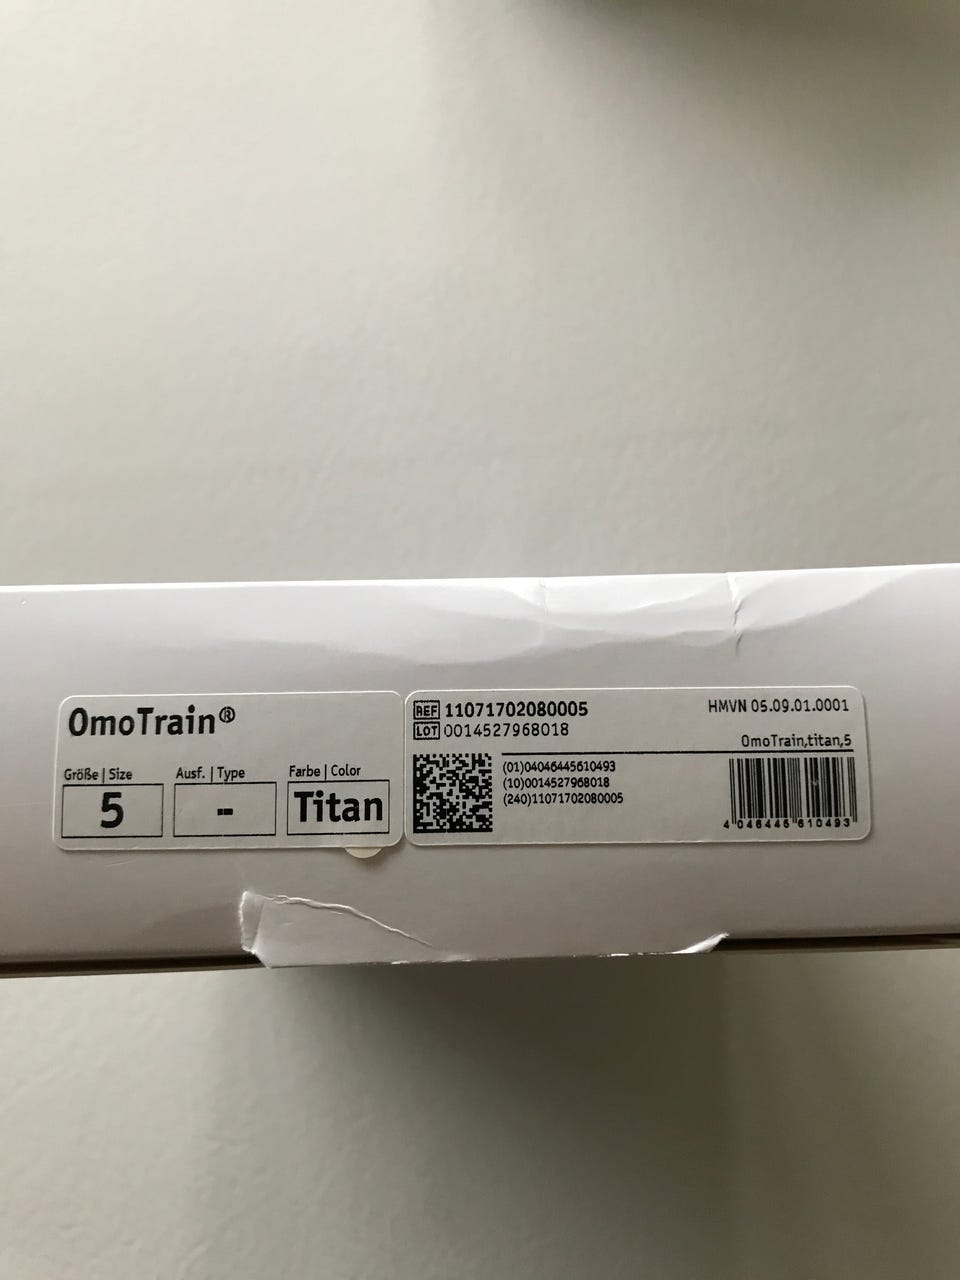 OmoTrain®
Größe | Size
5
Ausf. | Type
--
Farbe | Color
Titan
REF 11071702080005
LOT 0014527968018
(01)04046445610493
(10)0014527968018
(240)11071702080005
HMVN 05.09.01.0001
OmoTrain,titan,5
4 046445 610493